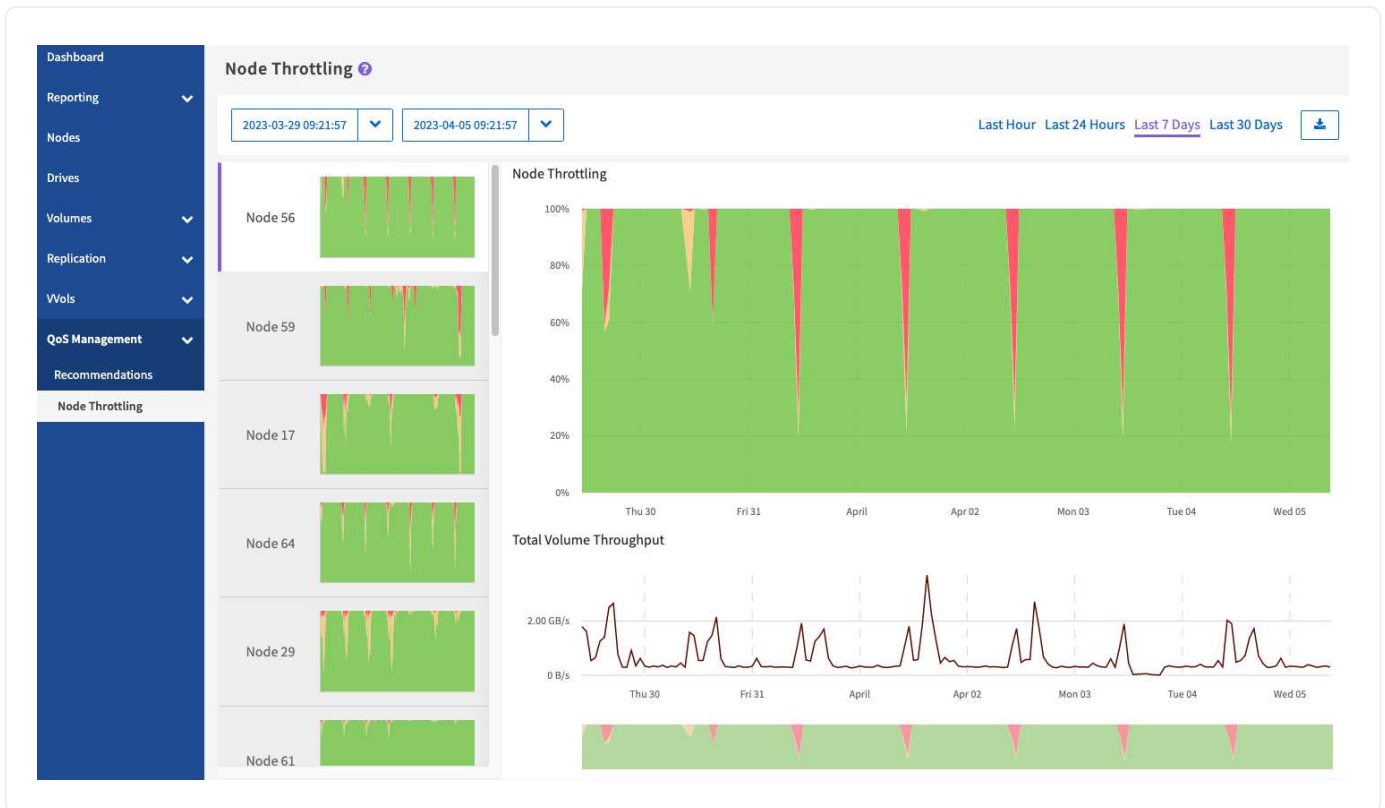 Dashboard
Reporting
Nodes
Drives
Volumes
Replication
VVols
QoS Management
Recommendations
Node Throttling
Node Throttling ?
2023-03-29 09:21:57
2023-04-05 09:21:57
Last Hour Last 24 Hours Last 7 Days Last 30 Days
Node 56
Node 59
Node 17
Node 64
Node 29
Node 61
Node Throttling
100%
80%
60%
40%
20%
0%
Thu 30 Fri 31 April Apr 02 Mon 03 Tue 04 Wed 05
Total Volume Throughput
2.00 GB/s
0 B/s
Thu 30 Fri 31 April Apr 02 Mon 03 Tue 04 Wed 05